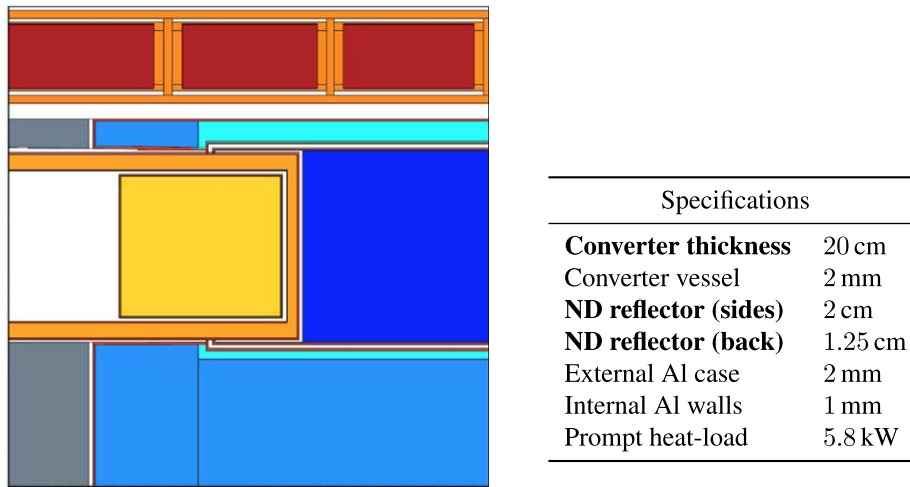 Specifications
Converter thickness 20 cm
Converter vessel 2 mm
ND reflector (sides) 2 cm
ND reflector (back) 1.25 cm
External Al case 2 mm
Internal Al walls 1 mm
Prompt heat-load 5.8 kW